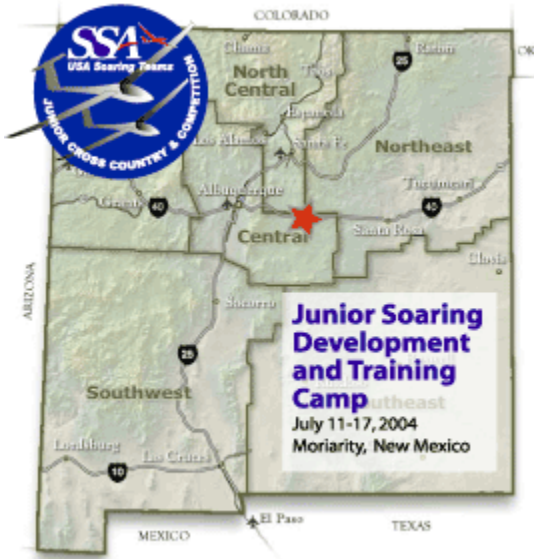 COLORADO
SSA
USA Soaring Teams
JUNIOR CROSS COUNTRY & COMPETITION
Chama
Raton
OK
25
North
Central
Taos
Espanola
Los Alamos
Santa Fe
Northeast
Tucumcari
Albuquerque
40
40
Grants
Santa Rosa
Central
Clovis
ARIZONA
Socorro
Junior Soaring
Development
and Training
Camp
July 11-17, 2004
Moriarity, New Mexico
25
Southwest
Lordsburg
Las Cruces
10
El Paso
MEXICO
TEXAS